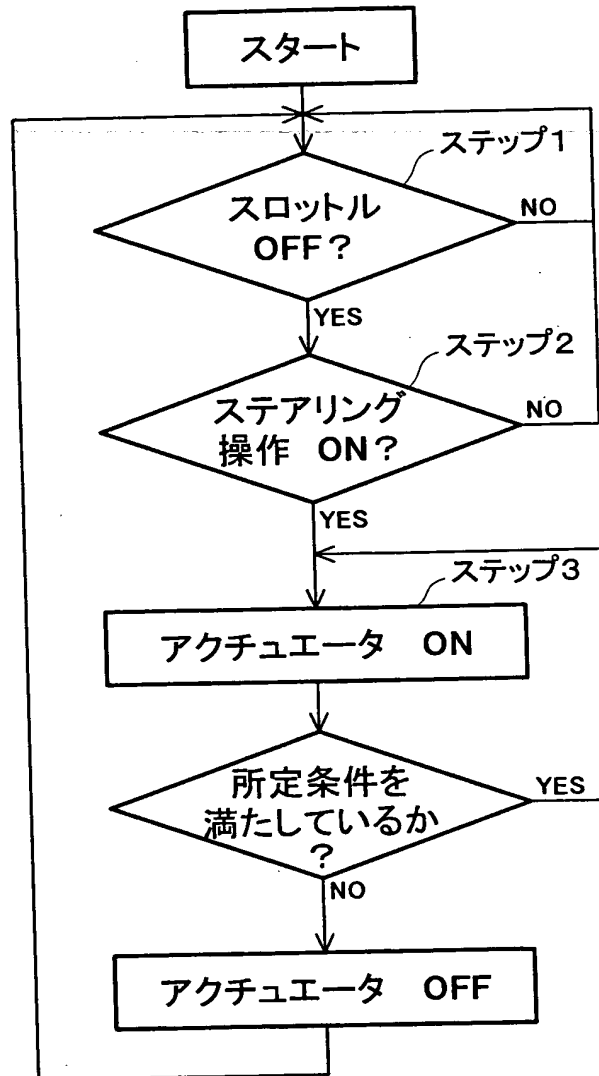 スタート
ステップ1
スロットル
OFF?
NO
YES
ステップ2
ステアリング
操作 ON?
NO
YES
ステップ3
アクチュエータ ON
所定条件を
満たしているか
?
YES
NO
アクチュエータ OFF